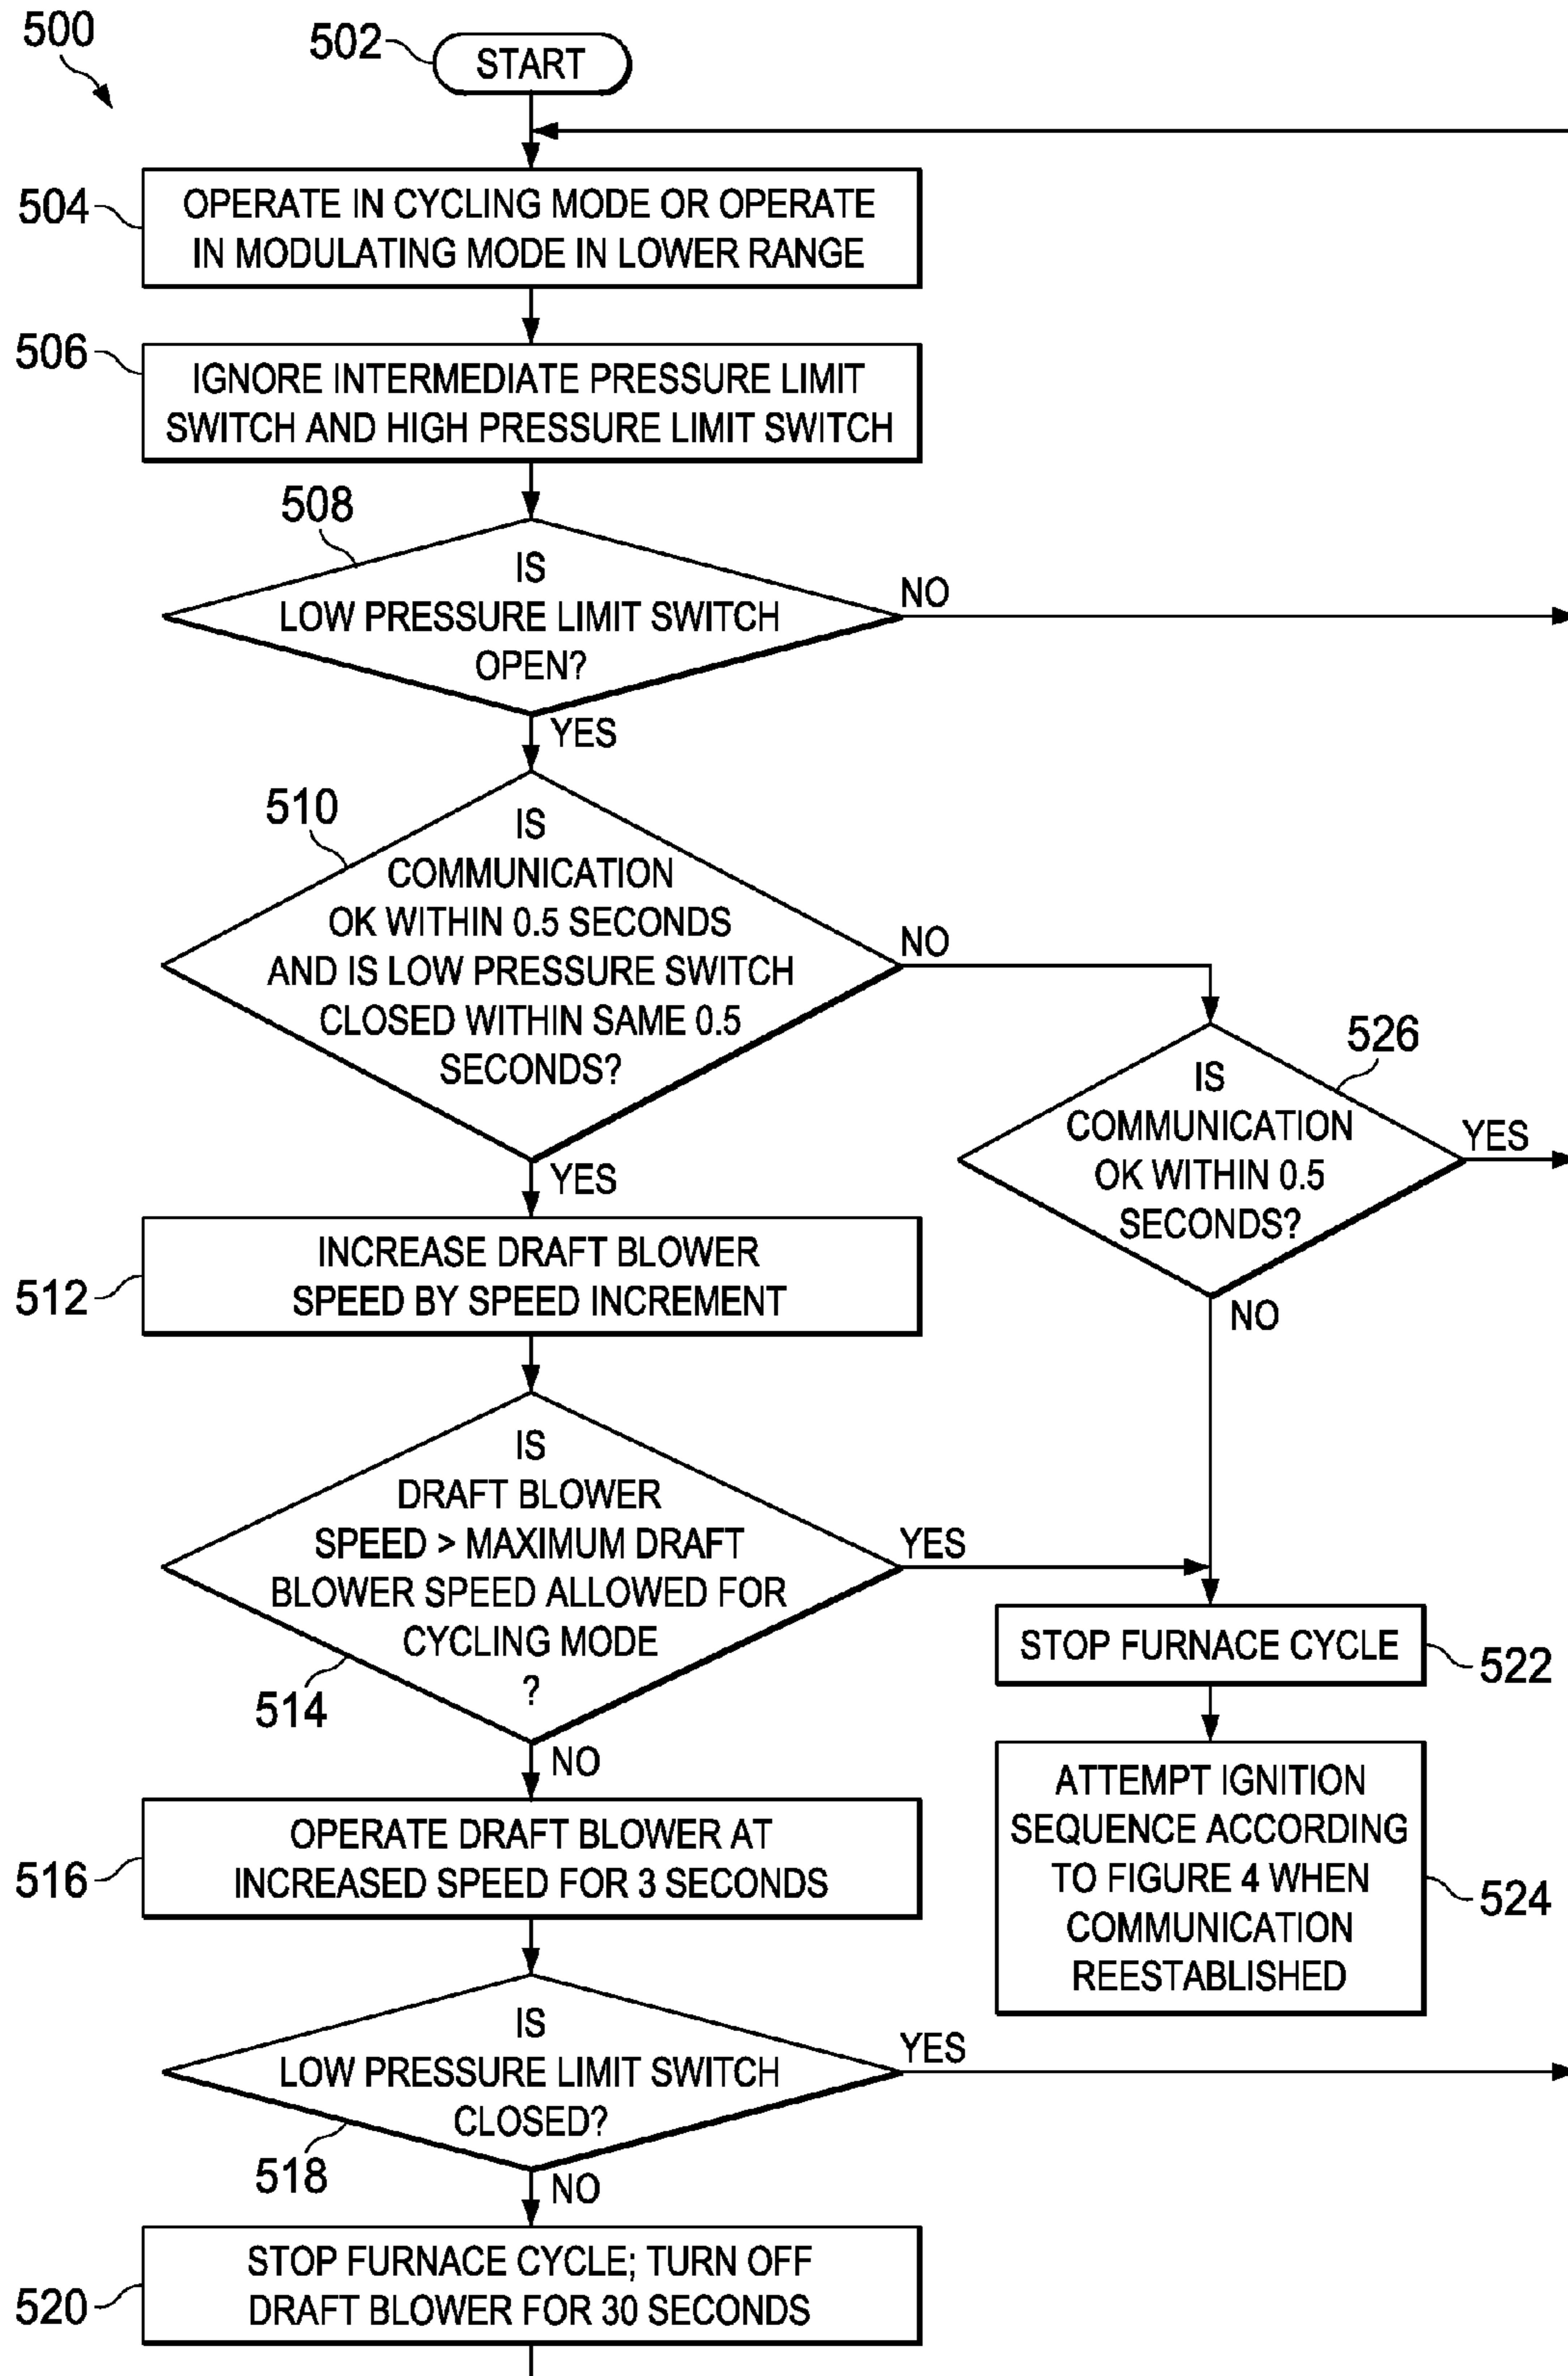 500
502
START
504
OPERATE IN CYCLING MODE OR OPERATE
IN MODULATING MODE IN LOWER RANGE
506
IGNORE INTERMEDIATE PRESSURE LIMIT
SWITCH AND HIGH PRESSURE LIMIT SWITCH
508
IS
LOW PRESSURE LIMIT SWITCH
OPEN?
NO
YES
510
IS
COMMUNICATION
OK WITHIN 0.5 SECONDS
AND IS LOW PRESSURE SWITCH
CLOSED WITHIN SAME 0.5
SECONDS?
NO
YES
526
IS
COMMUNICATION
OK WITHIN 0.5
SECONDS?
YES
NO
512
INCREASE DRAFT BLOWER
SPEED BY SPEED INCREMENT
IS
DRAFT BLOWER
SPEED > MAXIMUM DRAFT
BLOWER SPEED ALLOWED FOR
CYCLING MODE
?
514
YES
NO
STOP FURNACE CYCLE
522
ATTEMPT IGNITION
SEQUENCE ACCORDING
TO FIGURE 4 WHEN
COMMUNICATION
REESTABLISHED
524
516
OPERATE DRAFT BLOWER AT
INCREASED SPEED FOR 3 SECONDS
IS
LOW PRESSURE LIMIT SWITCH
CLOSED?
518
YES
NO
520
STOP FURNACE CYCLE; TURN OFF
DRAFT BLOWER FOR 30 SECONDS